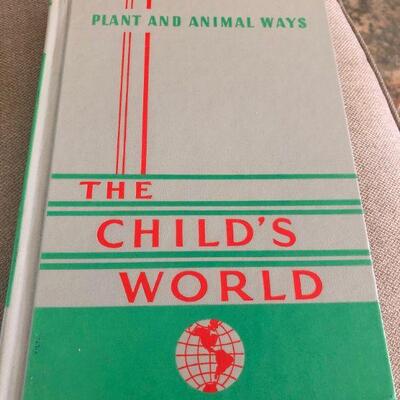 PLANT AND ANIMAL WAYS
THE
CHILD'S
WORLD